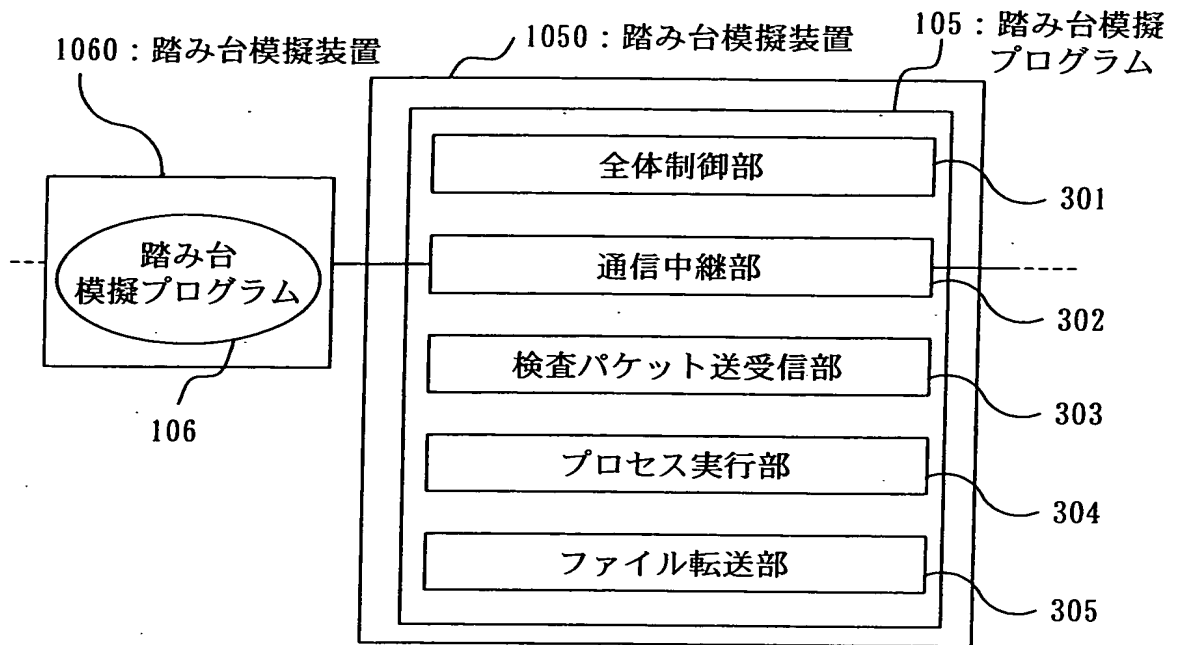 1060：踏み台模擬装置
1050：踏み台模擬装置
105：踏み台模擬
プログラム
全体制御部
301
通信中継部
302
踏み台
模擬プログラム
106
検査パケット送受信部
303
プロセス実行部
304
ファイル転送部
305